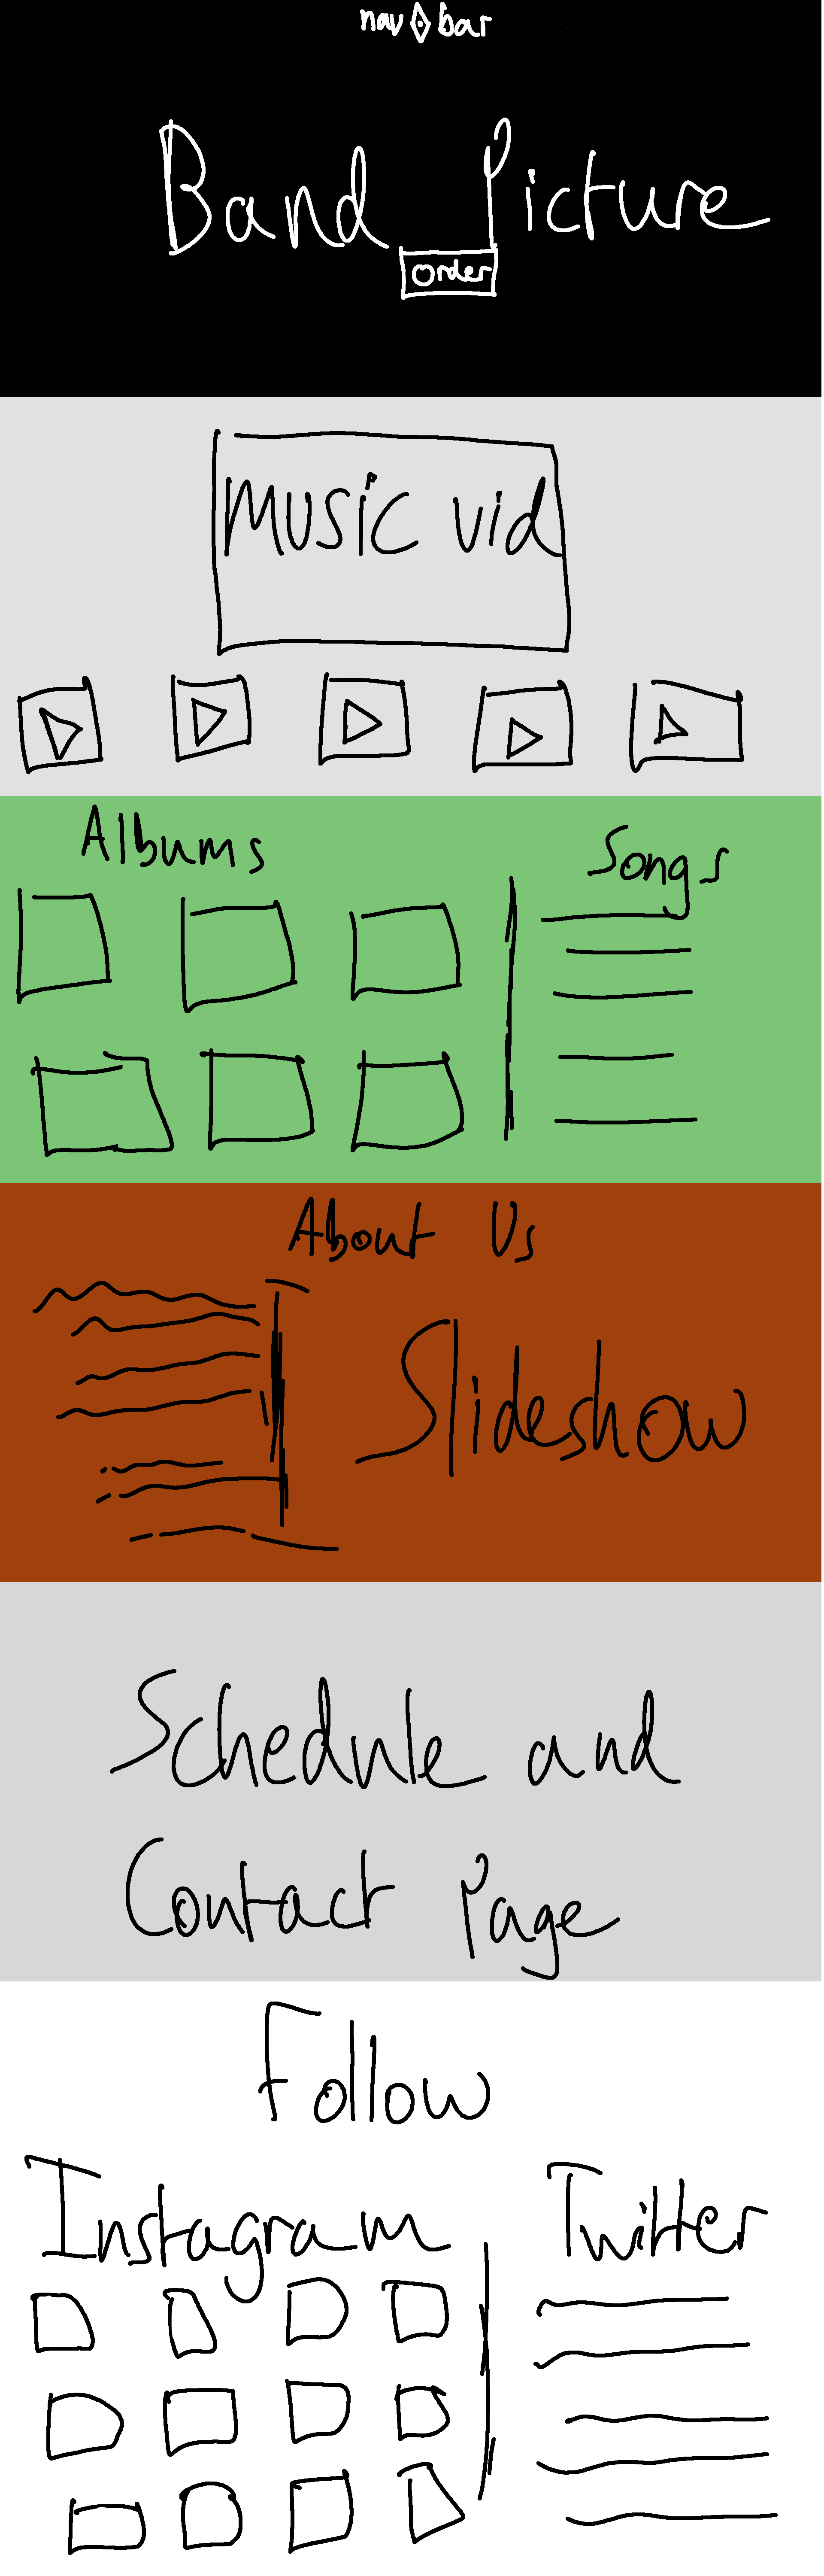 nav bar
Band Picture
Order
Music vid
Albums
Songs
About Us
Slideshow
Schedule and
Contact Page
Follow
Instagram
Twitter